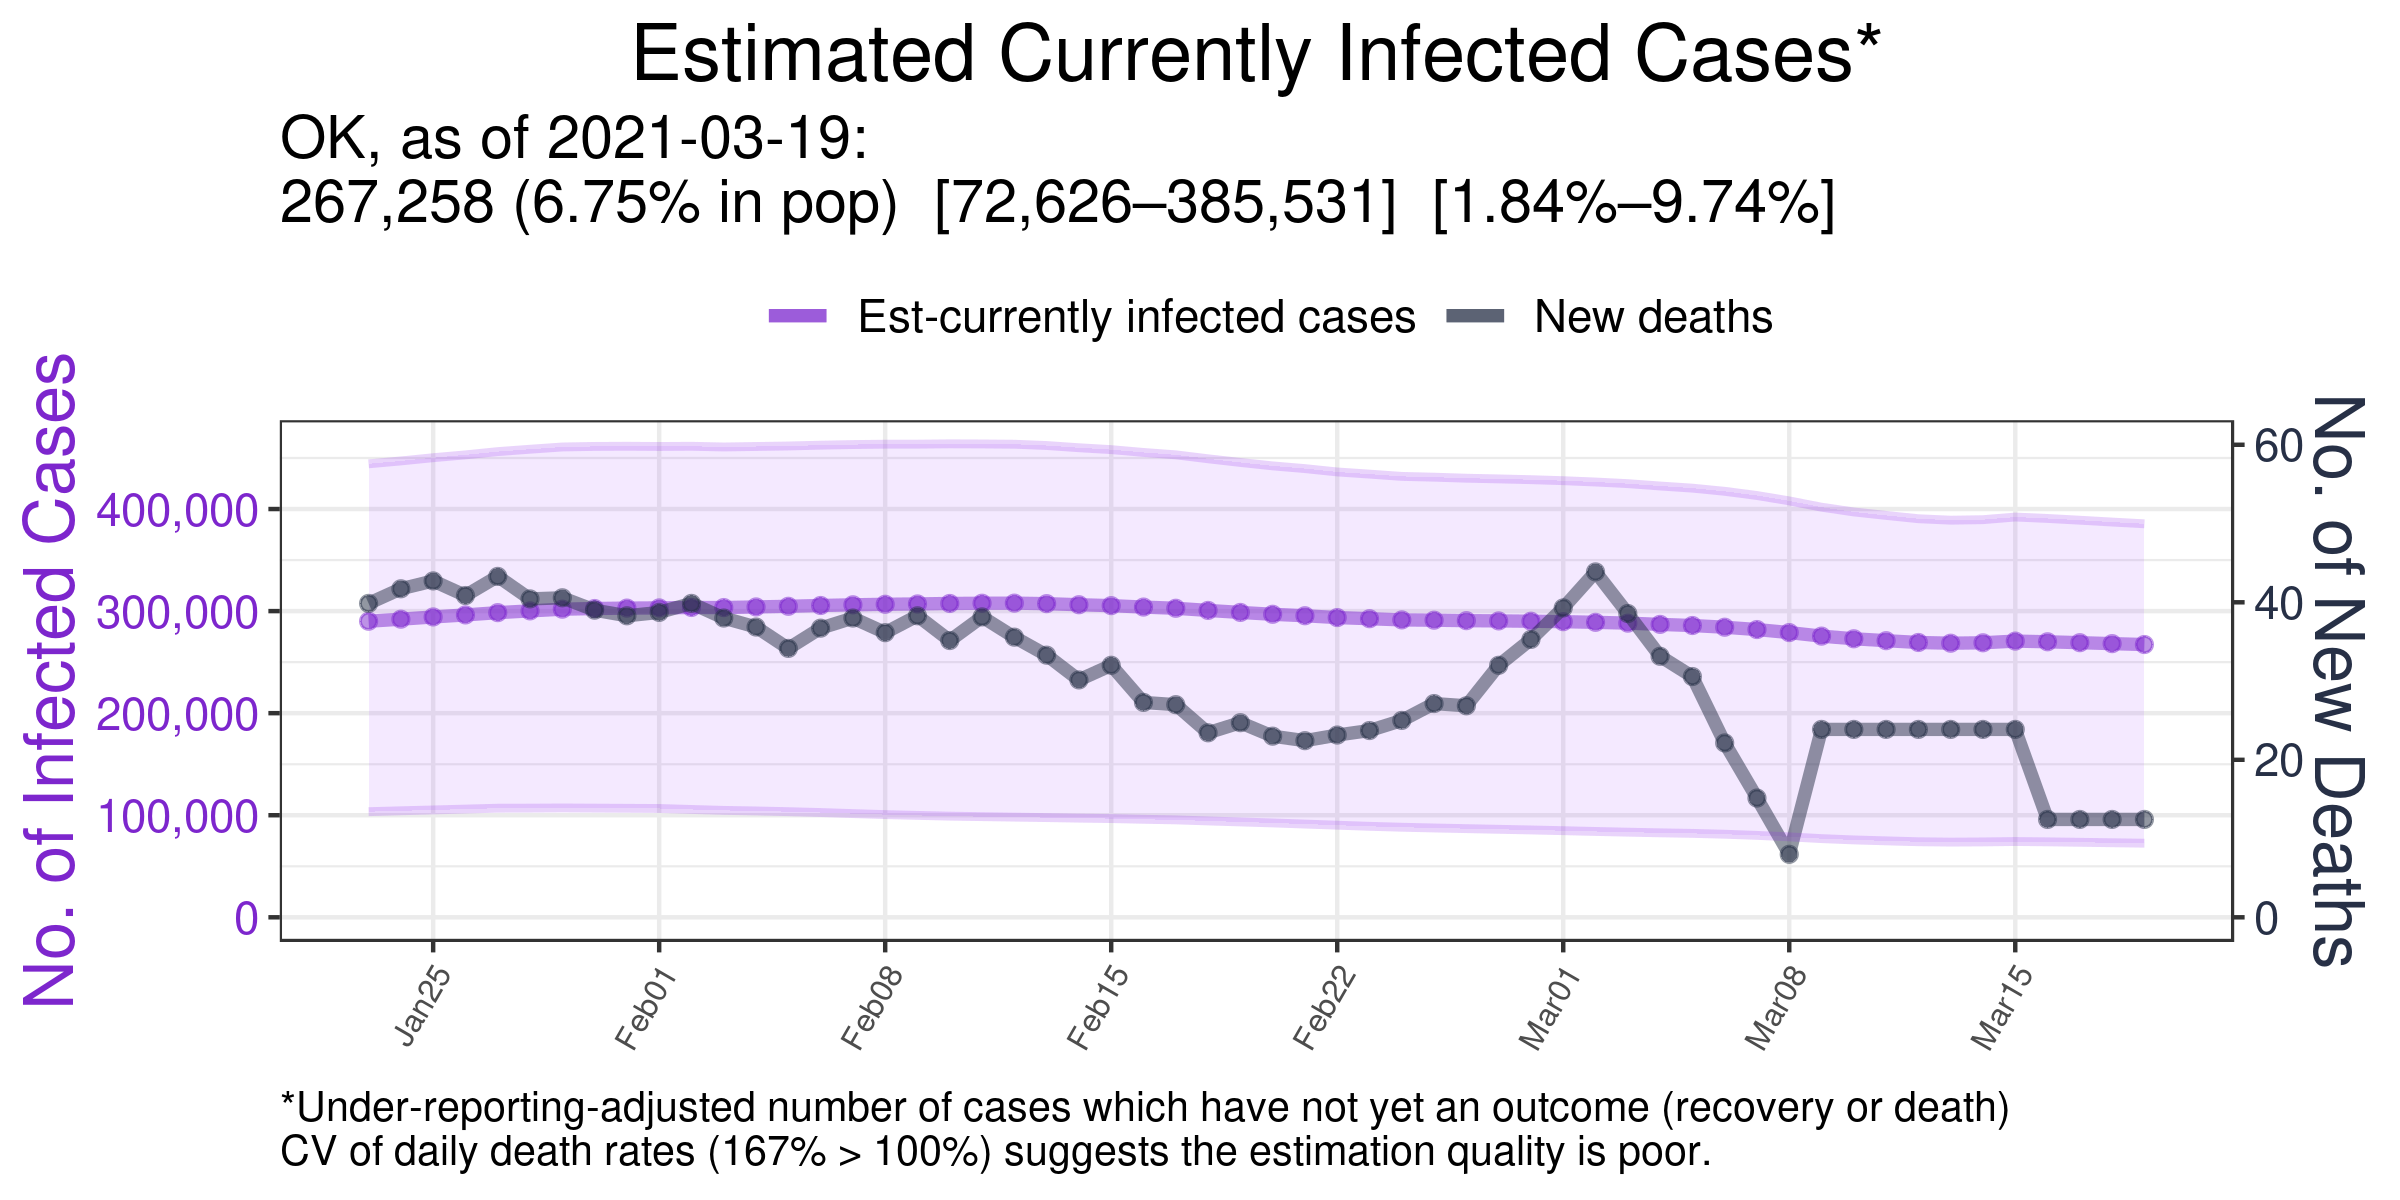 Estimated Currently Infected Cases*
OK, as of 2021-03-19:
267,258 (6.75% in pop)  [72,626–385,531]  [1.84%–9.74%]
Est-currently infected cases
New deaths
No. of Infected Cases
400,000
300,000
200,000
100,000
0
60
40
20
0
No. of New Deaths
Jan25
Feb01
Feb08
Feb15
Feb22
Mar01
Mar08
Mar15
*Under-reporting-adjusted number of cases which have not yet an outcome (recovery or death)
CV of daily death rates (167% > 100%) suggests the estimation quality is poor.